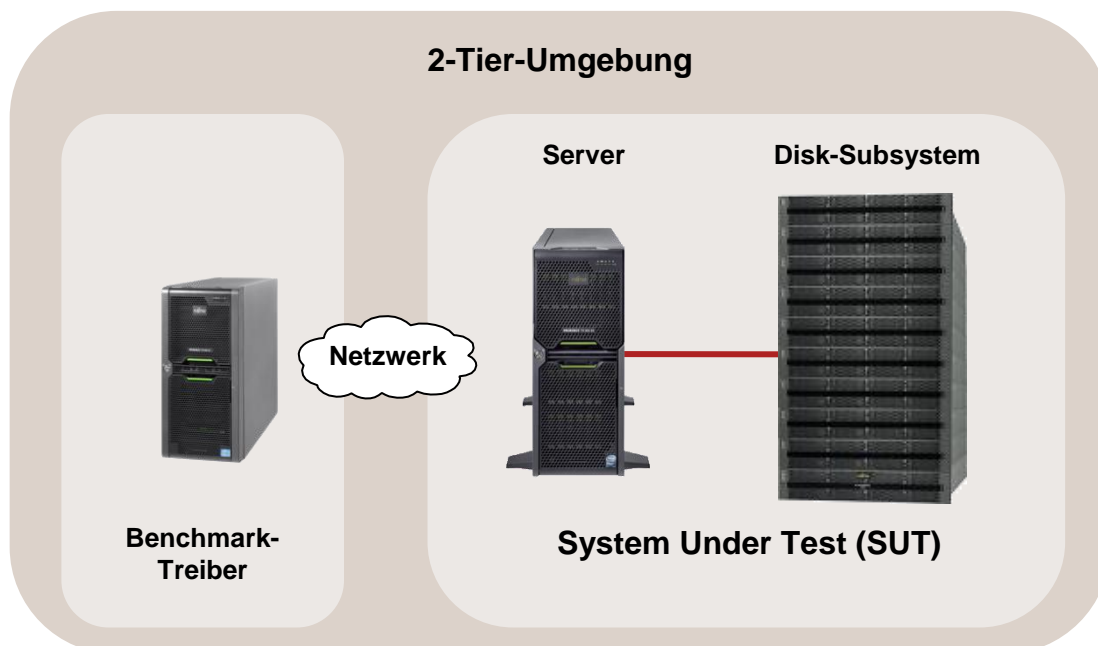 2-Tier-Umgebung
Server
Disk-Subsystem
Netzwerk
Benchmark-
Treiber
System Under Test (SUT)